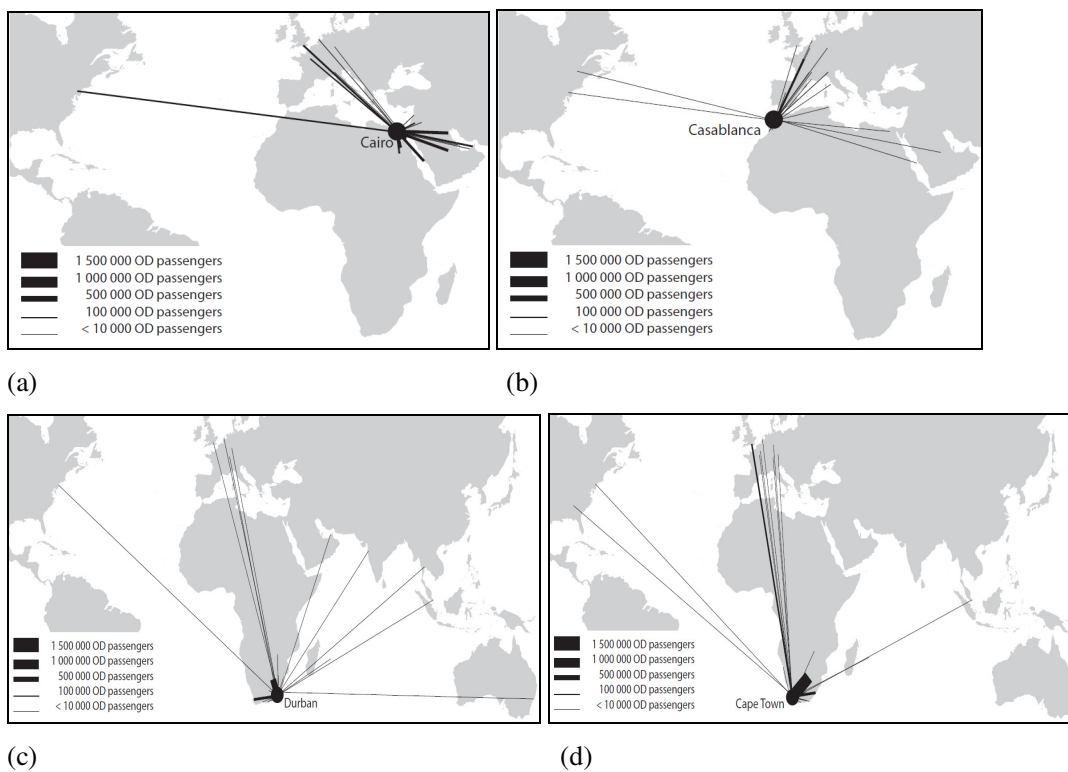 Cairo
1 500 000 OD passengers
1 000 000 OD passengers
500 000 OD passengers
100 000 OD passengers
< 10 000 OD passengers
(a)
Casablanca
1 500 000 OD passengers
1 000 000 OD passengers
500 000 OD passengers
100 000 OD passengers
< 10 000 OD passengers
(b)
Durban
1 500 000 OD passengers
1 000 000 OD passengers
500 000 OD passengers
100 000 OD passengers
< 10 000 OD passengers
(c)
Cape Town
1 500 000 OD passengers
1 000 000 OD passengers
500 000 OD passengers
100 000 OD passengers
< 10 000 OD passengers
(d)